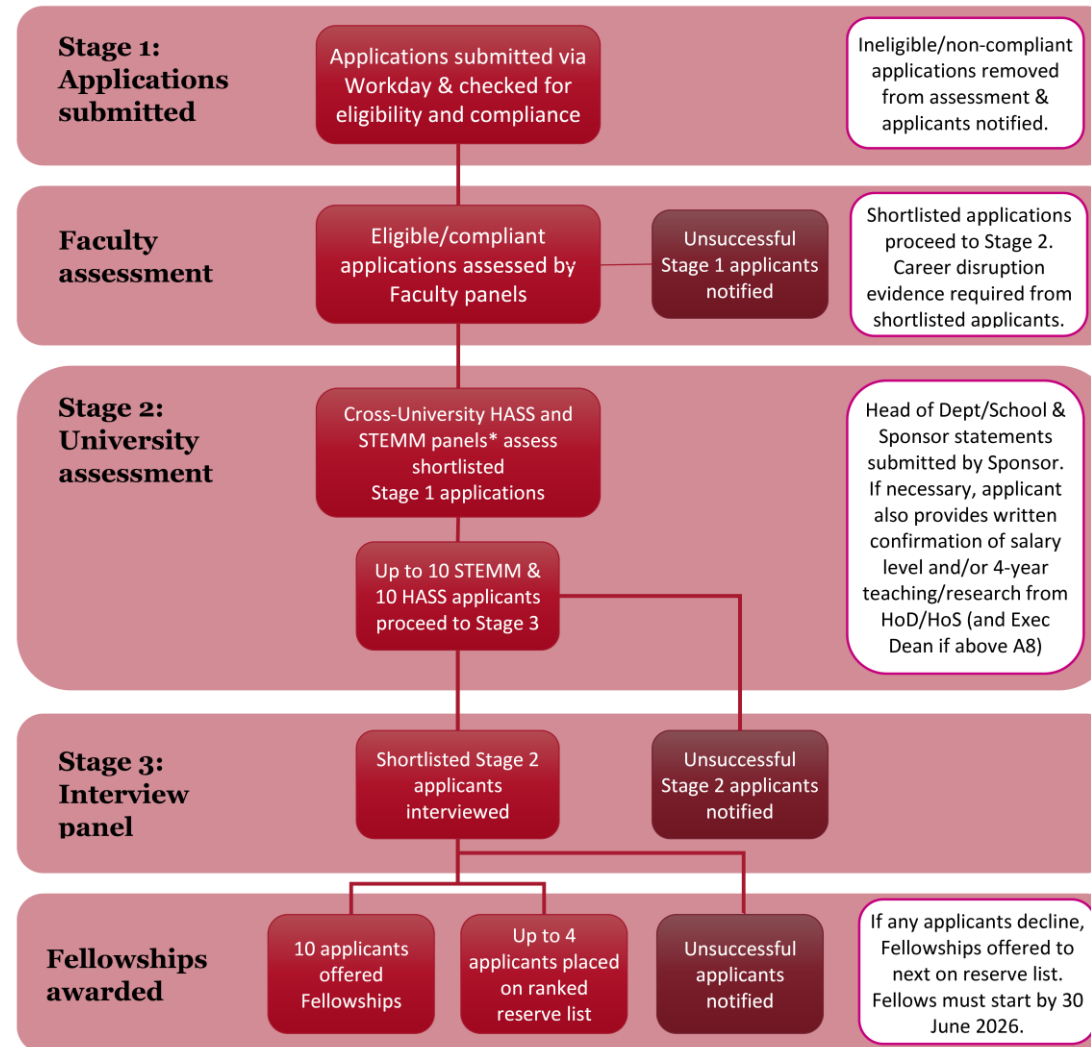 Stage 1:
Applications
submitted
Applications submitted via
Workday & checked for
eligibility and compliance
Ineligible/non-compliant
applications removed
from assessment &
applicants notified.
Faculty
assessment
Eligible/compliant
applications assessed by
Faculty panels
Unsuccessful
Stage 1 applicants
notified
Shortlisted applications
proceed to Stage 2.
Career disruption
evidence required from
shortlisted applicants.
Stage 2:
University
assessment
Cross-University HASS and
STEMM panels* assess
shortlisted
Stage 1 applications
Up to 10 STEMM &
10 HASS applicants
proceed to Stage 3
Head of Dept/School &
Sponsor statements
submitted by Sponsor.
If necessary, applicant
also provides written
confirmation of salary
level and/or 4-year
teaching/research from
HoD/HoS (and Exec
Dean if above A8)
Stage 3:
Interview
panel
Shortlisted Stage 2
applicants
interviewed
Unsuccessful
Stage 2 applicants
notified
Fellowships
awarded
10 applicants
offered
Fellowships
Up to 4
applicants placed
on ranked
reserve list
Unsuccessful
applicants
notified
If any applicants decline,
Fellowships offered to
next on reserve list.
Fellows must start by 30
June 2026.